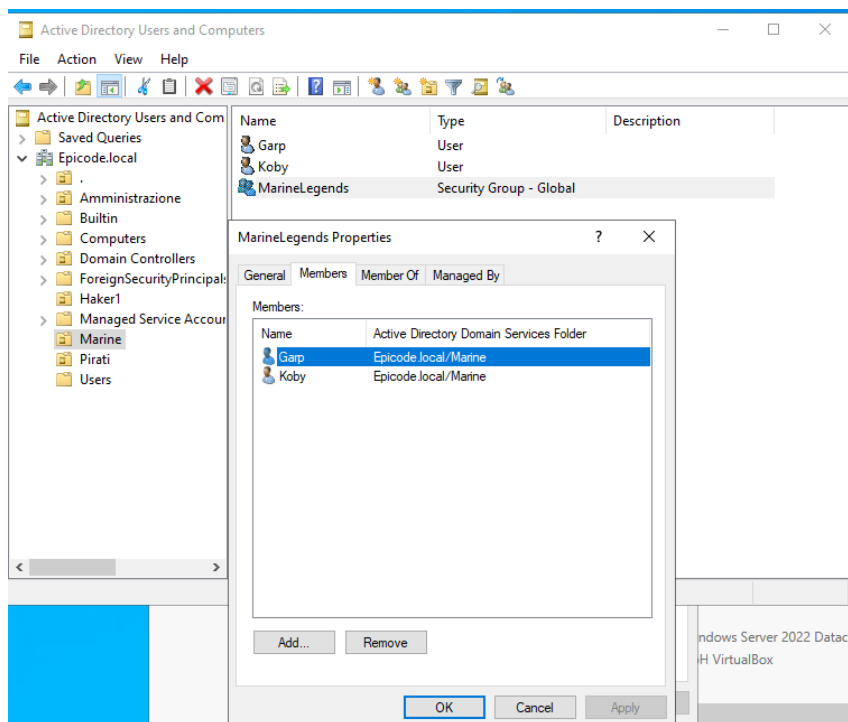 Active Directory Users and Computers
File Action View Help
Active Directory Users and Com
Saved Queries
Epicode.local
.
Amministrazione
Builtin
Computers
Domain Controllers
ForeignSecurityPrincipals
Haker1
Managed Service Accour
Marine
Pirati
Users
Name Type Description
Garp User
Koby User
MarineLegends Security Group - Global
MarineLegends Properties ?
General Members Member Of Managed By
Members:
Name Active Directory Domain Services Folder
Garp Epicode.local/Marine
Koby Epicode.local/Marine
Add... Remove
OK Cancel Apply
ndows Server 2022 Datac
H VirtualBox